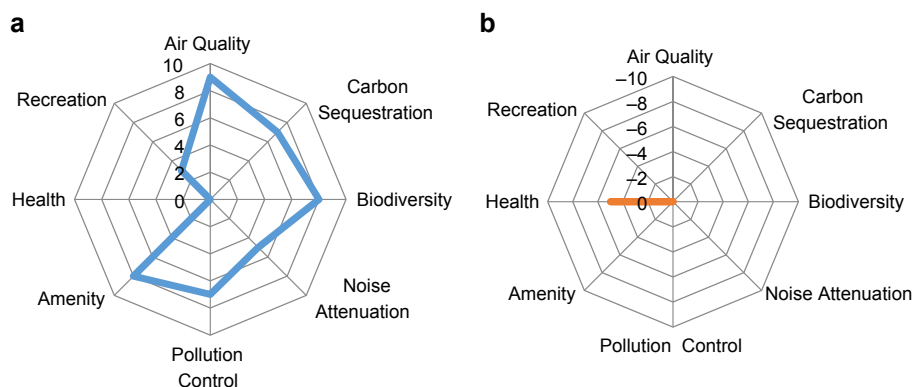 a
Air Quality
10
8
6
4
2
0
Carbon
Sequestration
Biodiversity
Noise
Attenuation
Pollution
Control
Amenity
Health
Recreation
b
Air Quality
–10
–8
–6
–4
–2
0
Carbon
Sequestration
Biodiversity
Noise Attenuation
Pollution Control
Amenity
Health
Recreation